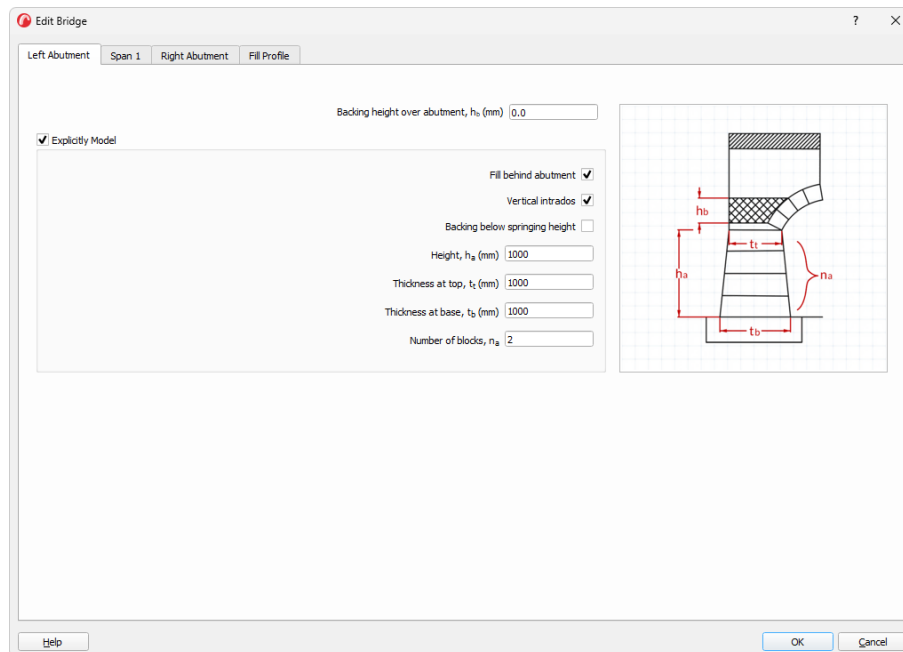 Edit Bridge ? X
Left Abutment Span 1 Right Abutment Fill Profile
Backing height over abutment, hb (mm) 0.0
Explicitly Model
Fill behind abutment
Vertical intrados
Backing below springing height
Height, ha (mm) 1000
Thickness at top, tt (mm) 1000
Thickness at base, tb (mm) 1000
Number of blocks, na 2
hb
tt
ha
na
tb
Help OK Cancel